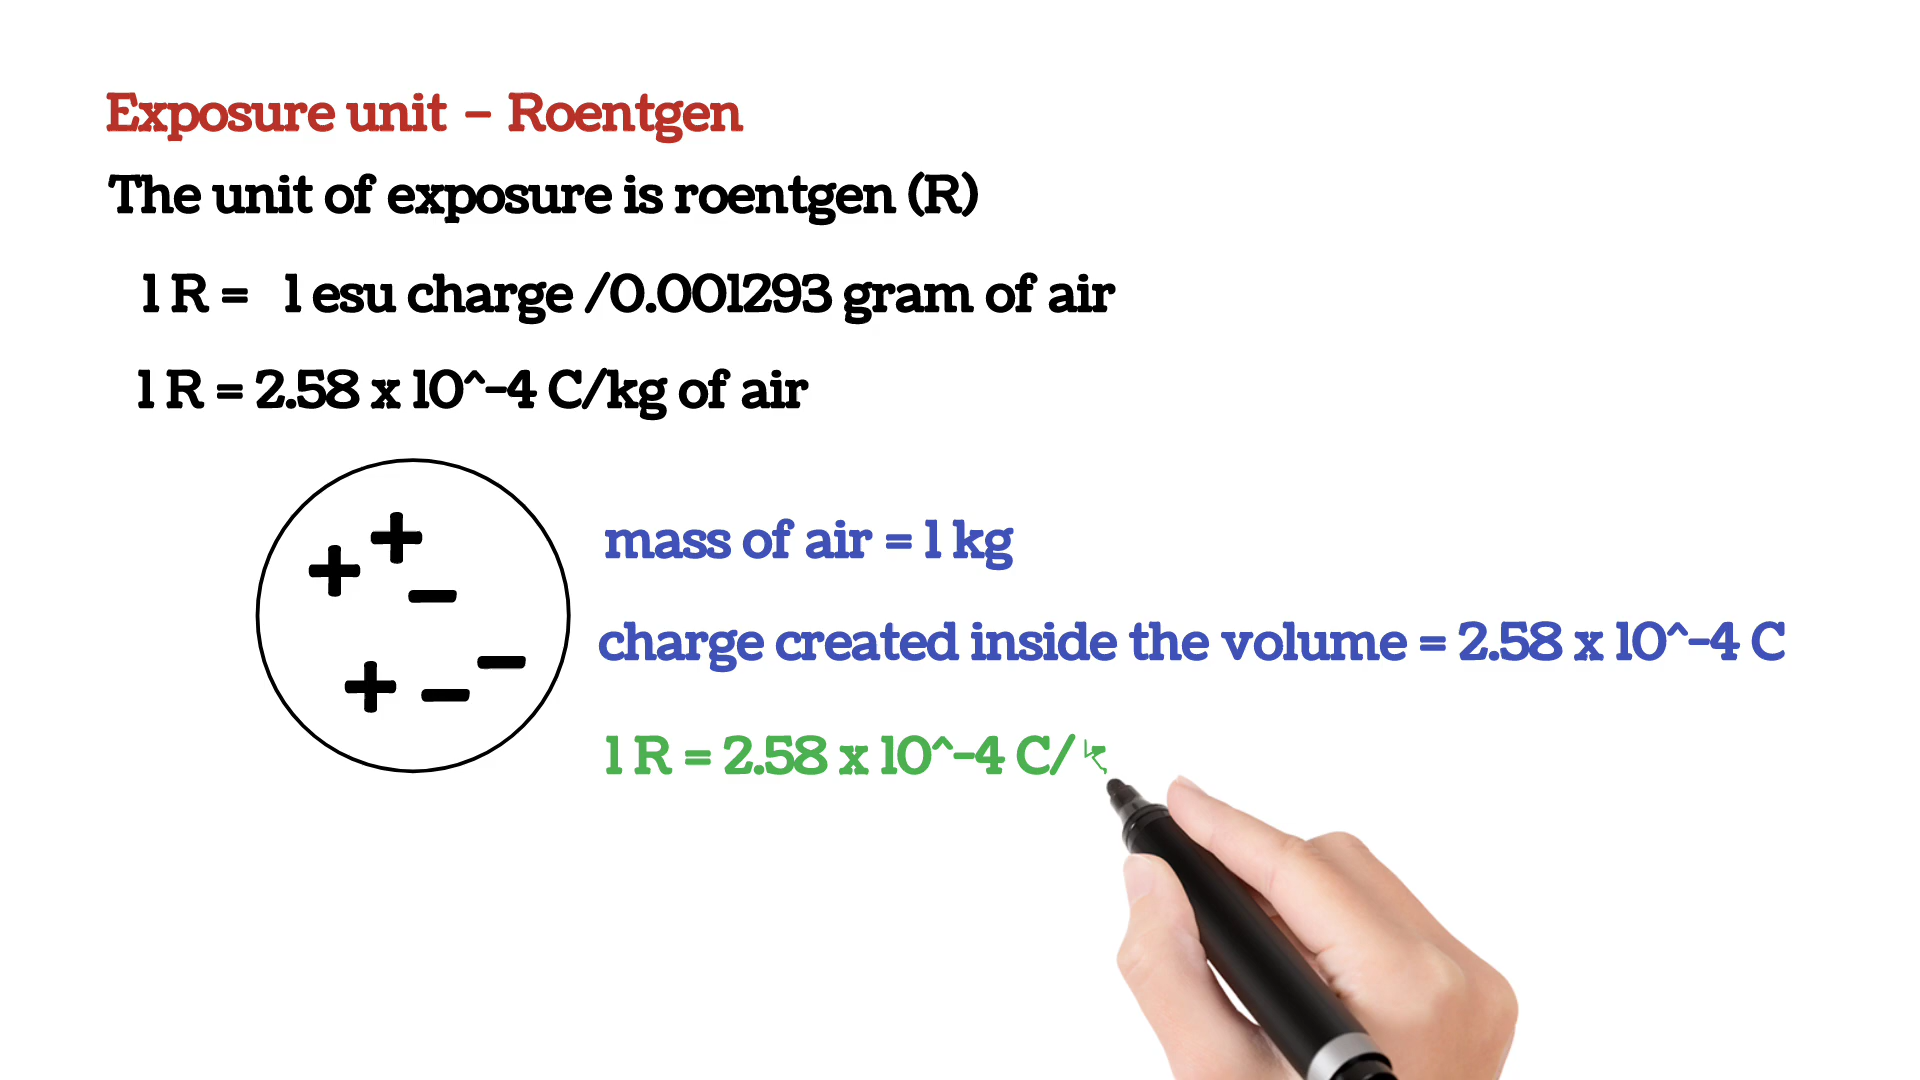 Exposure unit – Roentgen
The unit of exposure is roentgen (R)
1 R = 1 esu charge /0.001293 gram of air
1 R = 2.58 x 10^-4 C/kg of air
+ +
–
–
+ –
mass of air = 1 kg
charge created inside the volume = 2.58 x 10^-4 C
1 R = 2.58 x 10^-4 C/